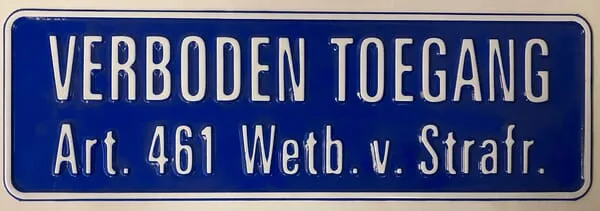 VERBODEN TOEGANG
Art. 461 Wetb. v. Strafr.